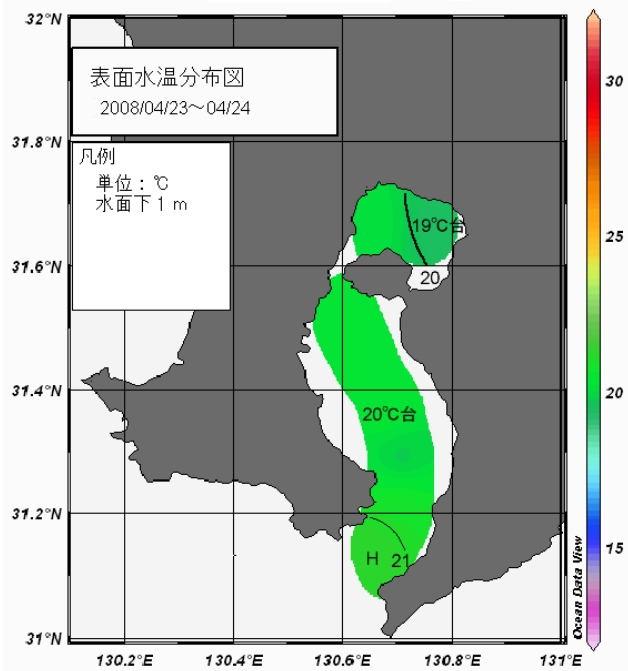 32°N
表面水温分布図
2008/04/23～04/24
31.8°N
凡例
単位：℃
水面下１ｍ
31.6°N
31.4°N
31.2°N
31°N
19℃台
20
20℃台
H
21
130.2°E
130.4°E
130.6°E
130.8°E
131°E
30
25
20
15
Ocean Data View